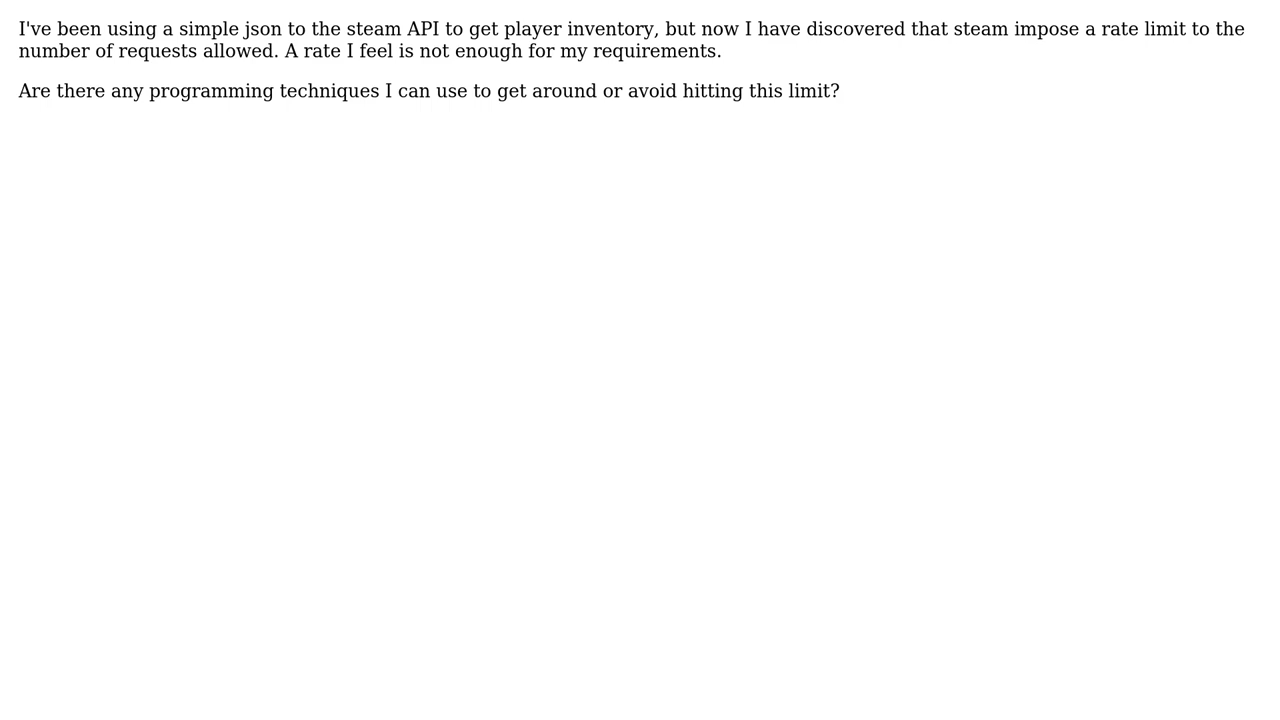 I've been using a simple json to the steam API to get player inventory, but now I have discovered that steam impose a rate limit to the
number of requests allowed. A rate I feel is not enough for my requirements.
Are there any programming techniques I can use to get around or avoid hitting this limit?